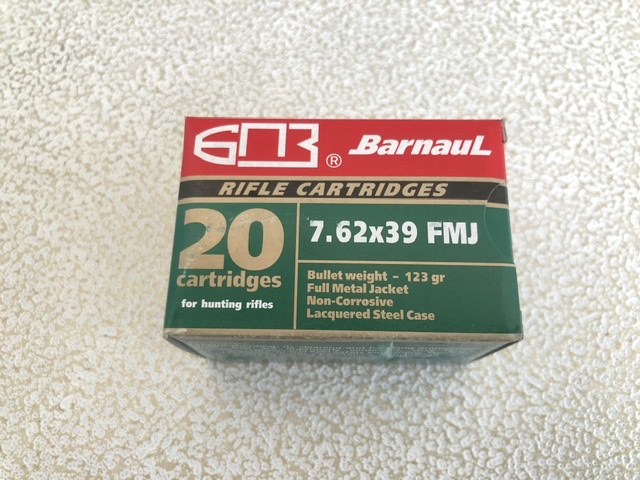 БПЗ ® BarnauL
RIFLE CARTRIDGES
20 cartridges
for hunting rifles
7.62x39 FMJ
Bullet weight – 123 gr
Full Metal Jacket
Non-Corrosive
Lacquered Steel Case